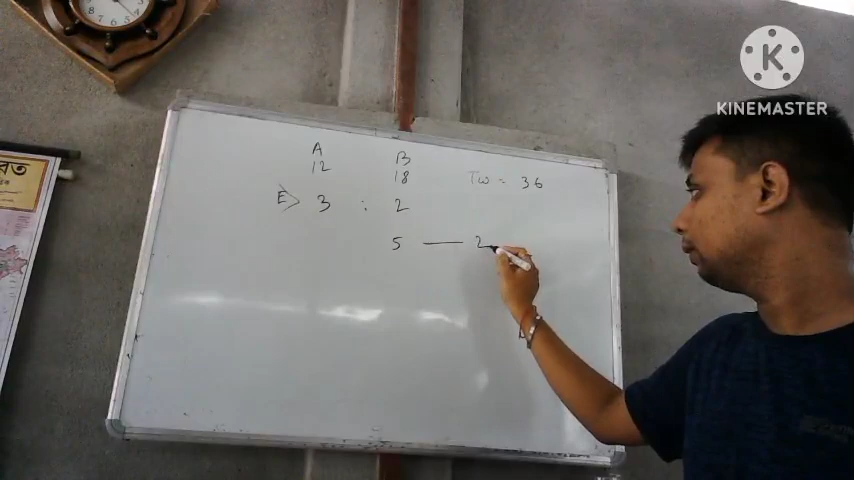 K
KINEMASTER
A B
12 18 Tw = 36
E> 3 : 2
5 — 2